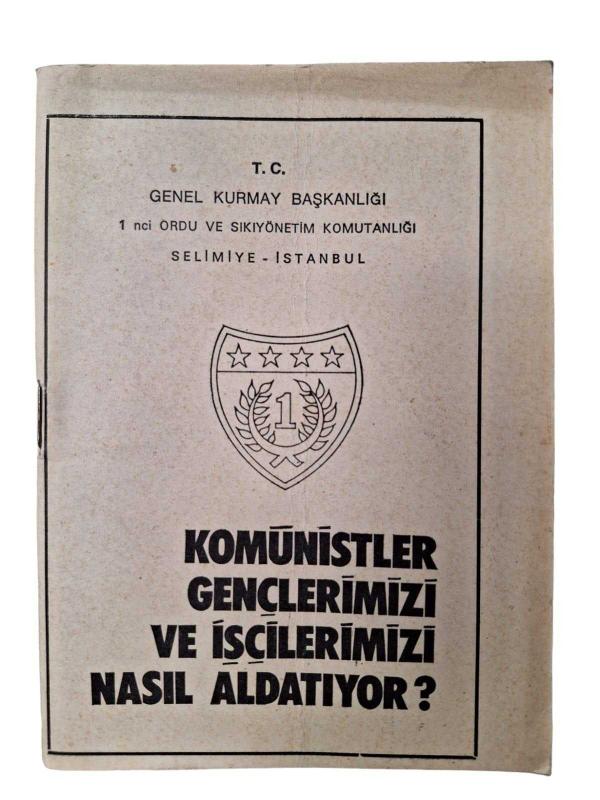 T. C.
GENEL KURMAY BAŞKANLIĞI
1 nci ORDU VE SIKIYÖNETİM KOMUTANLIĞI
SELİMİYE - İSTANBUL
1
KOMÜNİSTLER
GENÇLERİMİZİ
VE İŞÇİLERİMİZİ
NASIL ALDATIYOR?